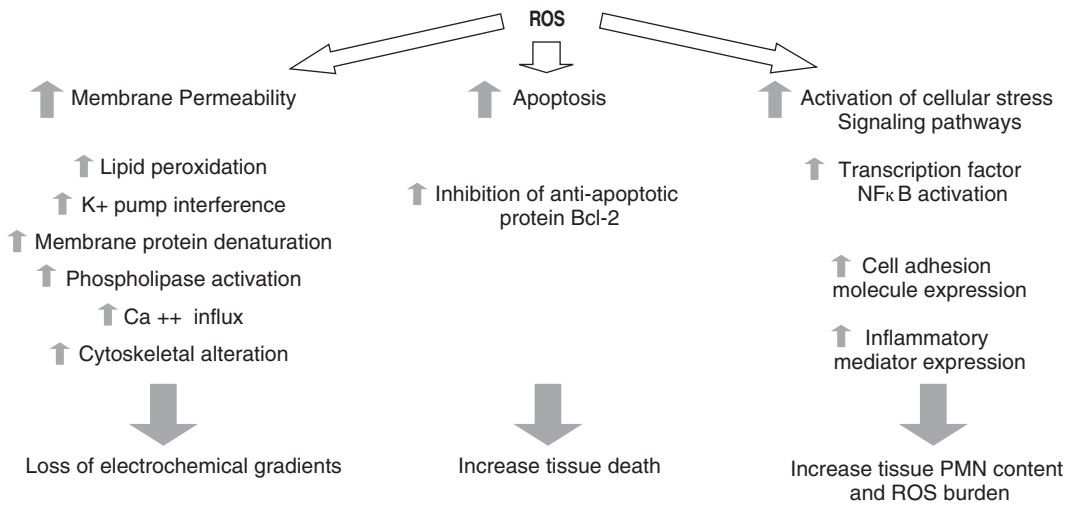 ROS
Membrane Permeability
Lipid peroxidation
K+ pump interference
Membrane protein denaturation
Phospholipase activation
Ca ++ influx
Cytoskeletal alteration
Loss of electrochemical gradients
Apoptosis
Inhibition of anti-apoptotic
protein Bcl-2
Increase tissue death
Activation of cellular stress
Signaling pathways
Transcription factor
NFκB activation
Cell adhesion
molecule expression
Inflammatory
mediator expression
Increase tissue PMN content
and ROS burden